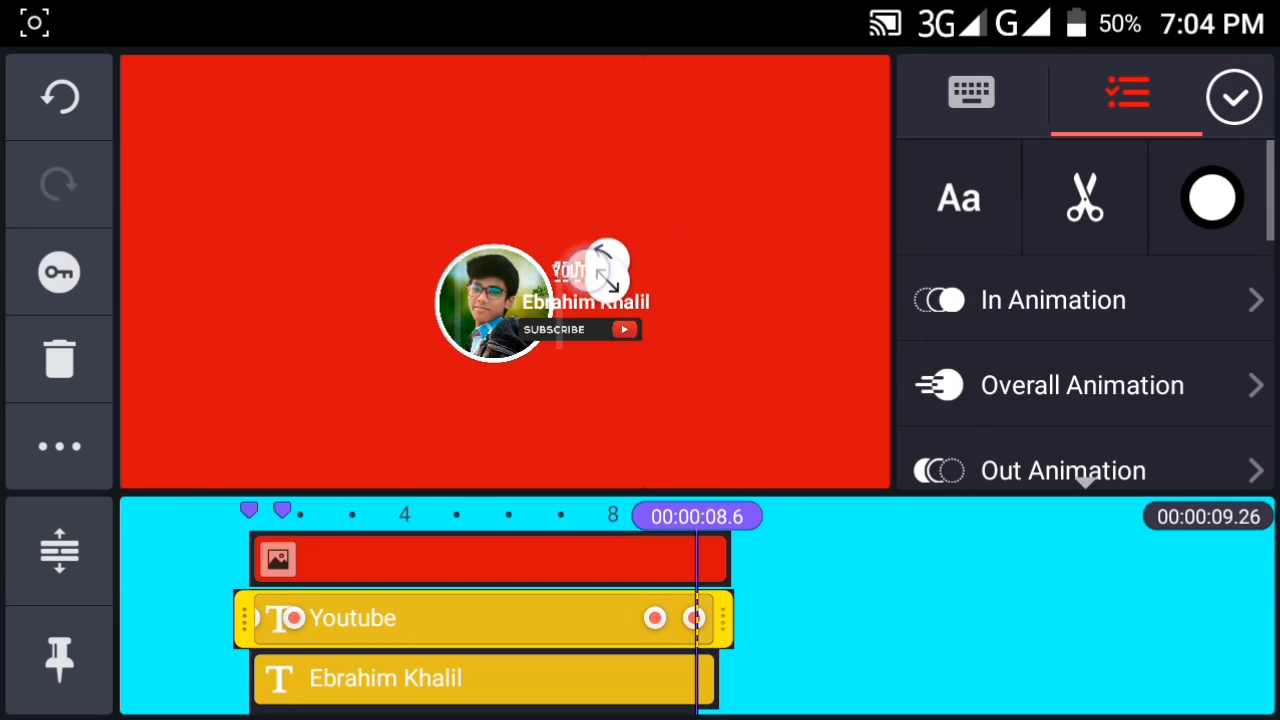 3G G 50% 7:04 PM
Aa
YOUT
Ebrahim Khalil
SUBSCRIBE
In Animation
Overall Animation
Out Animation
4 8 00:00:08.6 00:00:09.26
T Youtube
T Ebrahim Khalil